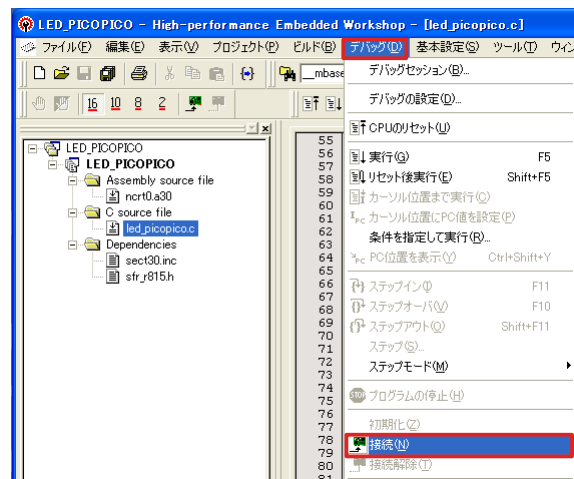 LED_PICOPICO - High-performance Embedded Workshop - [led_picopico.c]
ファイル(F) 編集(E) 表示(V) プロジェクト(P) ビルド(B) デバッグ(D) 基本設定(S) ツール(T) ウィン
__mbase
16 10 8 2
LED_PICOPICO
LED_PICOPICO
Assembly source file
ncrt0.a30
C source file
led_picopico.c
Dependencies
sect30.inc
sfr_r815.h
55
56
57
58
59
60
61
62
63
64
65
66
67
68
69
70
71
72
73
74
75
76
77
78
79
80
81
デバッグセッション(B)...
デバッグの設定(D)...
CPUのリセット(U)
実行(G) F5
リセット後実行(E) Shift+F5
カーソル位置まで実行(C)
カーソル位置にPC値を設定(P)
条件を指定して実行(R)...
PC位置を表示(Y) Ctrl+Shift+Y
ステップイン(I) F11
ステップオーバ(V) F10
ステップアウト(O) Shift+F11
ステップ(S)...
ステップモード(M)
STOP プログラムの停止(H)
初期化(Z)
接続(N)
接続解除(T)